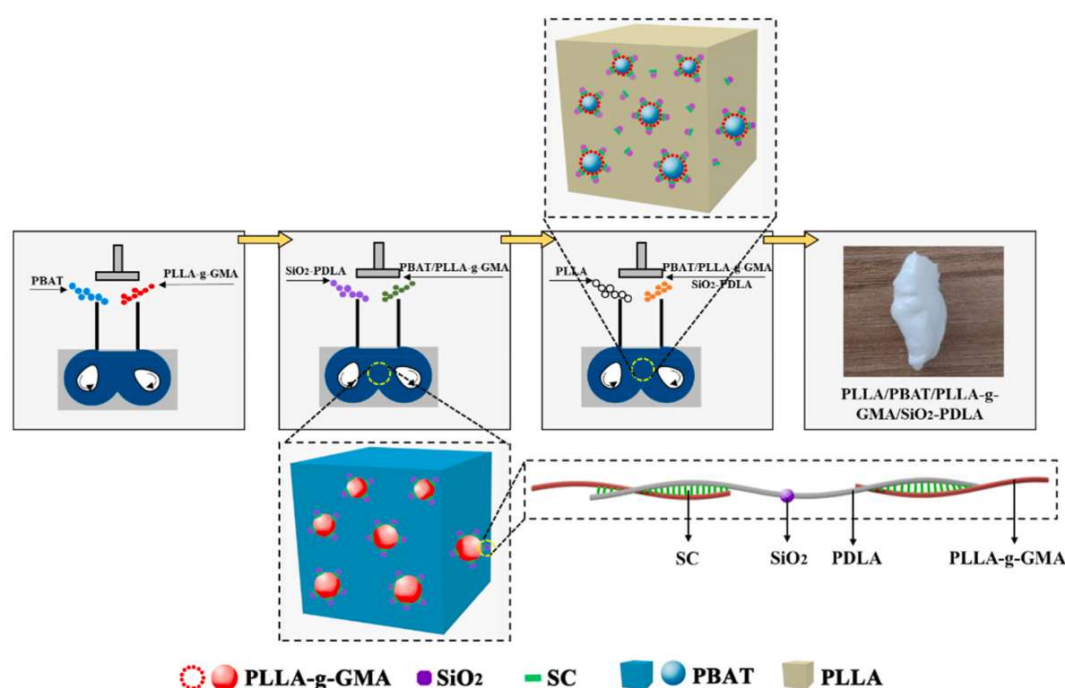 PBAT
PLLA-g-GMA
SiO₂-PDLA
PBAT/PLLA-g-GMA
PLLA
PBAT/PLLA-g-GMA
SiO₂-PDLA
PLLA/PBAT/PLLA-g-
GMA/SiO₂-PDLA
SC
SiO₂
PDLA
PLLA-g-GMA
PLLA-g-GMA
SiO₂
SC
PBAT
PLLA